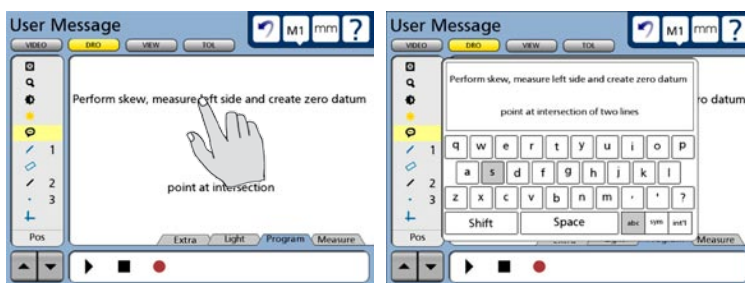 User Message
M1 mm ?
VIDEO DRO VIEW TOL
Perform skew, measure left side and create zero datum
1
2
point at intersection
3
Pos
Extra Light Program Measure
User Message
M1 mm ?
VIDEO DRO VIEW TOL
Perform skew, measure left side and create zero datum
ro datum
point at intersection of two lines
q w e r t y u i o p
1
a s d f g h j k l
2
z x c v b n m . ' ?
3
Shift Space abc sym int'l
Pos
Measure